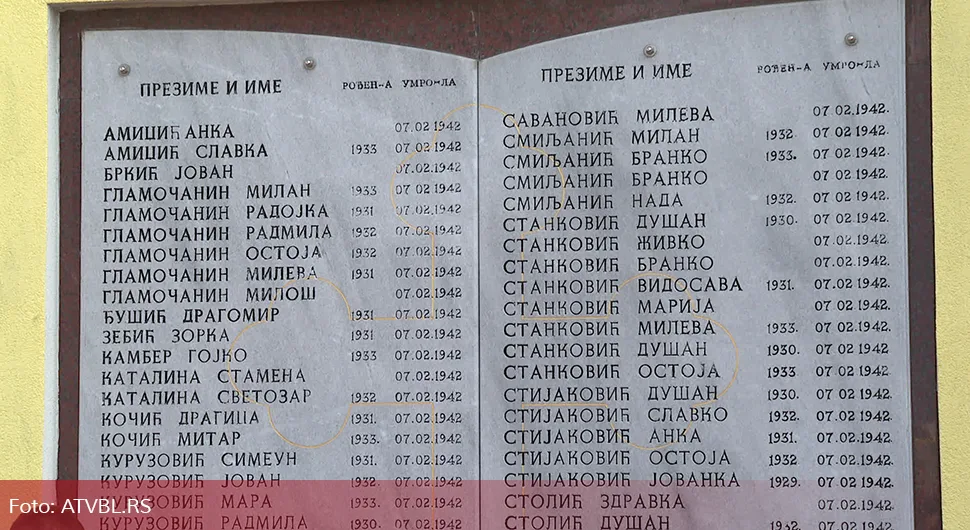 ПРЕЗИМЕ И ИМЕ РОЂЕН-А УМРО-ЛА
АМИЏИЋ АНКА 07.02.1942
АМИЏИЋ СЛАВКА 1933 07.02.1942
БРКИЋ ЈОВАН 07.02.1942
ГЛАМОЧАНИН МИЛАН 1933 07.02.1942
ГЛАМОЧАНИН РАДОЈКА 1931 07.02.1942
ГЛАМОЧАНИН РАДМИЛА 1932 07.02.1942
ГЛАМОЧАНИН ОСТОЈА 1932 07.02.1942
ГЛАМОЧАНИН МИЛЕВА 1931 07.02.1942
ГЛАМОЧАНИН МИЛОШ 07.02.1942
ЂУШИЋ ДРАГОМИР 1931 07.02.1942
ЗЕБИЋ ЗОРКА 1931 07.02.1942
КАМБЕР ГОЈКО 1933 07.02.1942
КАТАЛИНА СТАМЕНА 07.02.1942
КАТАЛИНА СВЕТОЗАР 1932 07.02.1942
КОЧИЋ ДРАГИЦА 1931. 07.02.1942
КОЧИЋ МИТАР 1933. 07.02.1942
КУРУЗОВИЋ СИМЕУН 1931. 07.02.1942
КУРУЗОВИЋ ЈОВАН 1932. 07.02.1942
КУРУЗОВИЋ МАРА 1933. 07.02.1942
КУРУЗОВИЋ РАДМИЛА 1930. 07.02.1942
ПРЕЗИМЕ И ИМЕ РОЂЕН-А УМРО-ЛА
САВАНОВИЋ МИЛЕВА 07.02.1942.
СМИЉАНИЋ МИЛАН 1932. 07.02.1942.
СМИЉАНИЋ БРАНКО 1933. 07.02.1942.
СМИЉАНИЋ БРАНКО 07.02.1942.
СМИЉАНИЋ НАДА 1932. 07.02.1942.
СТАНКОВИЋ ДУШАН 1930. 07.02.1942.
СТАНКОВИЋ ЖИВКО 07.02.1942.
СТАНКОВИЋ БРАНКО 07.02.1942.
СТАНКОВИЋ ВИДОСАВА 1931. 07.02.1942.
СТАНКОВИЋ МАРИЈА 07.02.1942.
СТАНКОВИЋ МИЛЕВА 1933. 07.02.1942.
СТАНКОВИЋ ДУШАН 1930. 07.02.1942.
СТАНКОВИЋ ОСТОЈА 1933 07.02.1942.
СТИЈАКОВИЋ ДУШАН 1930. 07.02.1942.
СТИЈАКОВИЋ СЛАВКО 1932. 07.02.1942.
СТИЈАКОВИЋ АНКА 1931. 07.02.1942.
СТИЈАКОВИЋ ОСТОЈА 1932 07.02.1942.
СТИЈАКОВИЋ ЈОВАНКА 1929. 07.02.1942.
СТОЛИЋ ЗДРАВКА 07.02.1942.
СТОЛИЋ ДУШАН 1932. 07.02.1942.
Foto: ATVBL.RS